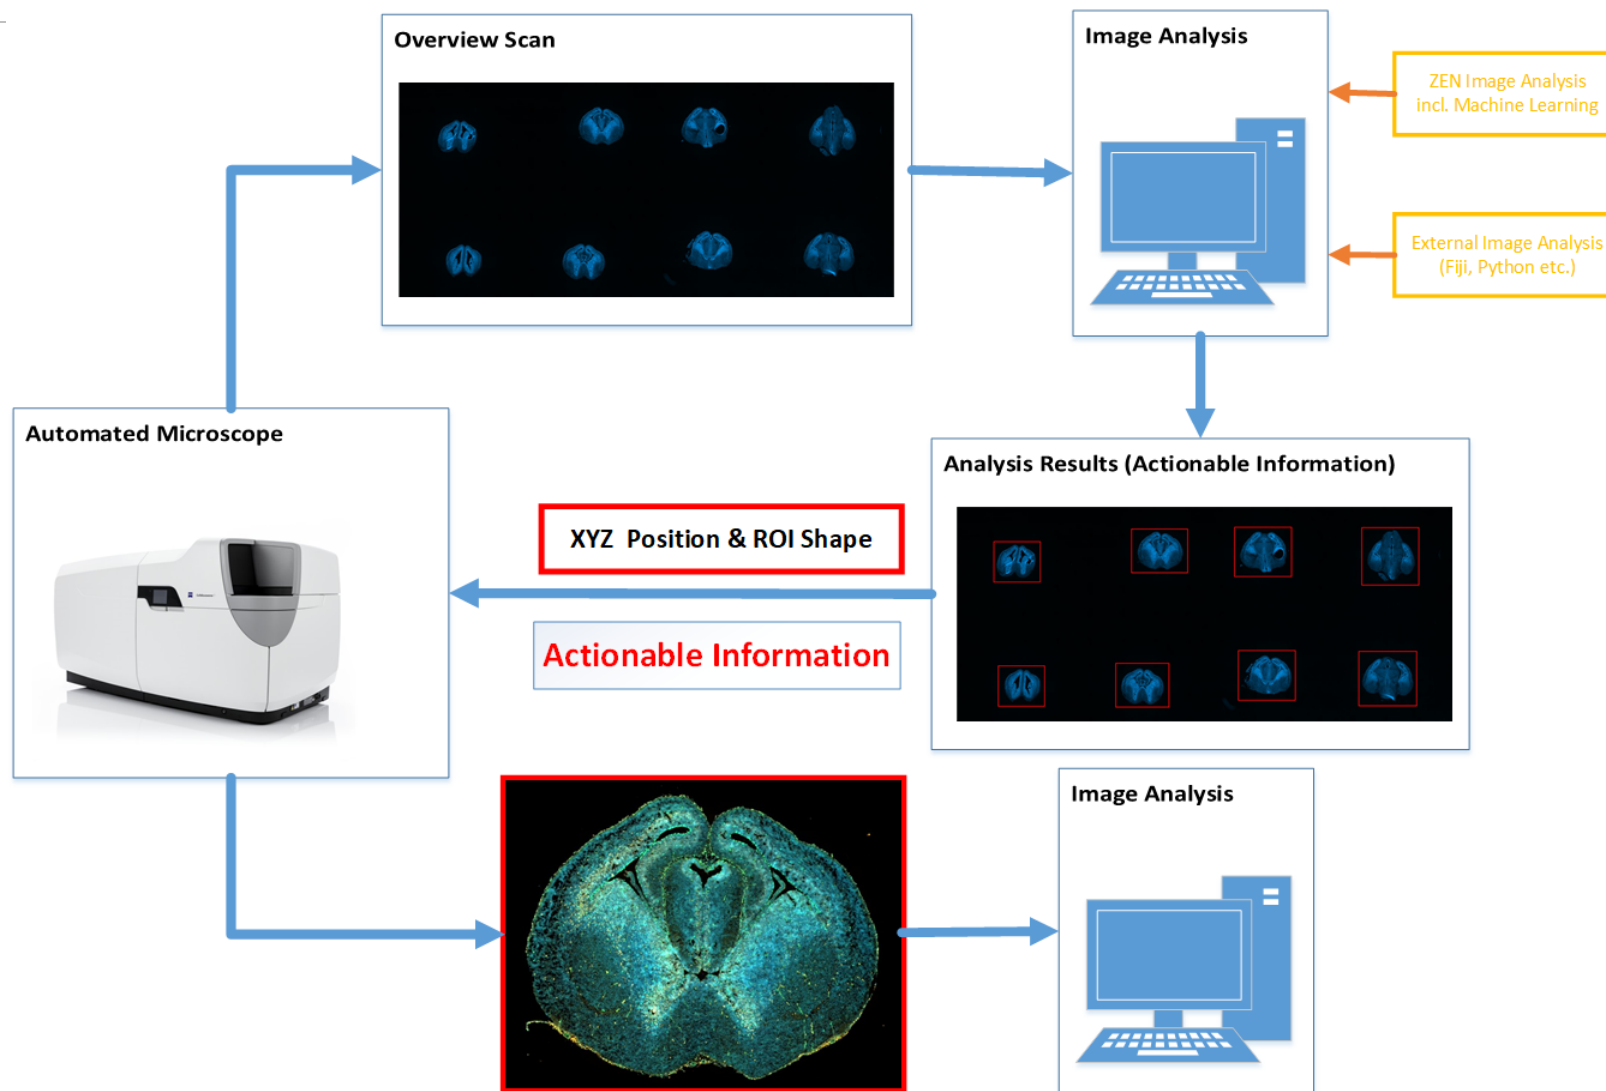 Overview Scan
Image Analysis
ZEN Image Analysis
incl. Machine Learning
External Image Analysis
(Fiji, Python etc.)
Automated Microscope
Analysis Results (Actionable Information)
XYZ Position & ROI Shape
Actionable Information
Image Analysis